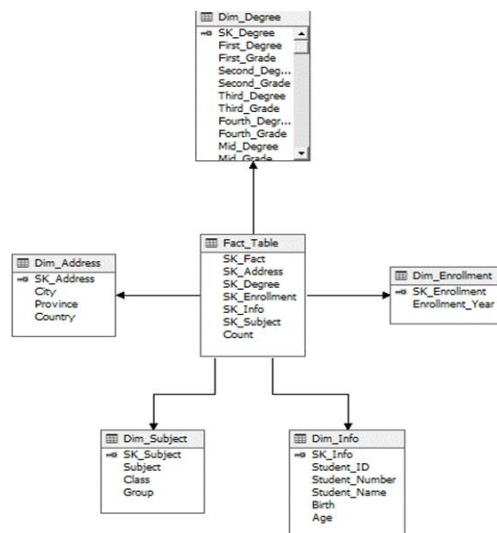 Dim_Degree
SK_Degree
First_Degree
First_Grade
Second_Deg...
Second_Grade
Third_Degree
Third_Grade
Fourth_Degr...
Fourth_Grade
Mid_Degree
Mid_Grade
Fact_Table
SK_Fact
SK_Address
SK_Degree
SK_Enrollment
SK_Info
SK_Subject
Count
Dim_Address
SK_Address
City
Province
Country
Dim_Enrollment
SK_Enrollment
Enrollment_Year
Dim_Subject
SK_Subject
Subject
Class
Group
Dim_Info
SK_Info
Student_ID
Student_Number
Student_Name
Birth
Age